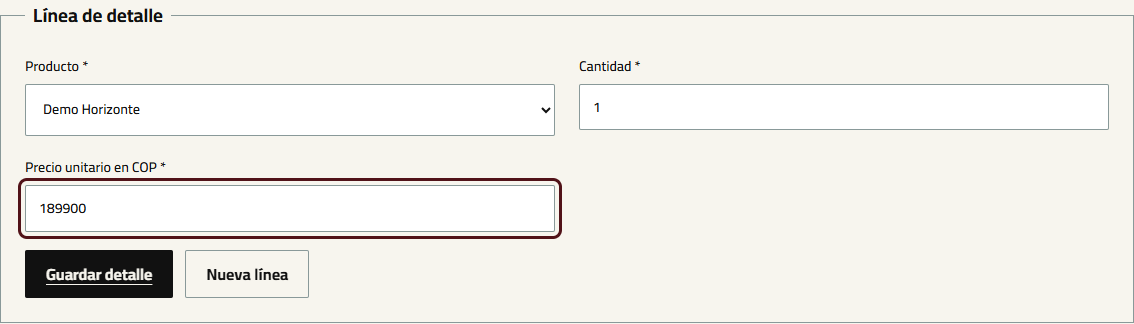 Línea de detalle
Producto *
Cantidad *
Demo Horizonte
1
Precio unitario en COP *
189900
Guardar detalle
Nueva línea